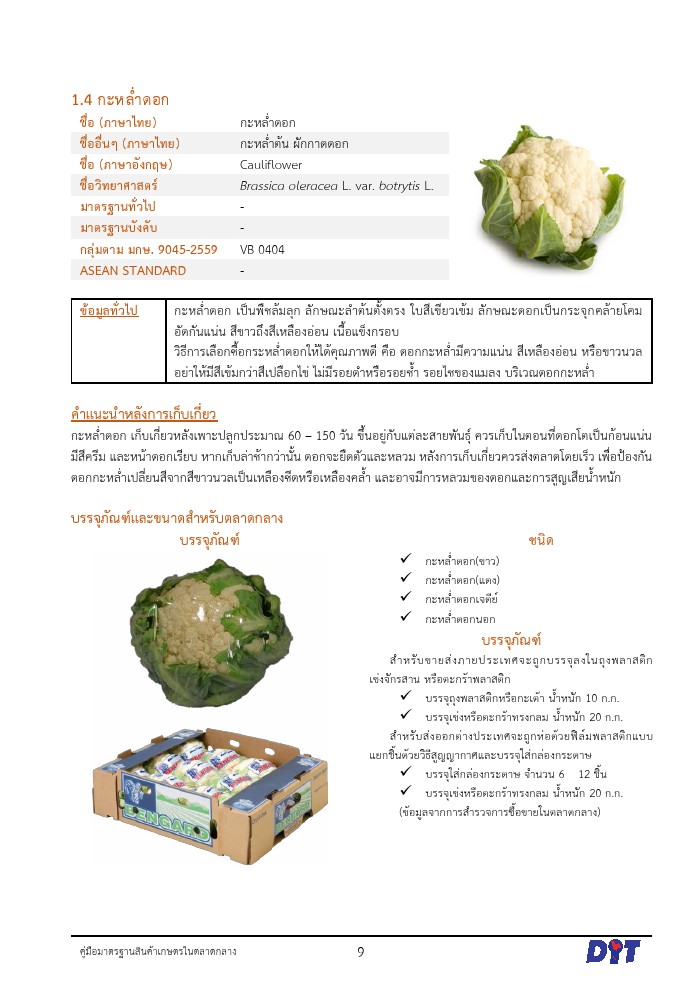 1.4 กะหล่ำดอก
ชื่อ (ภาษาไทย) กะหล่ำดอก
ชื่ออื่นๆ (ภาษาไทย) กะหล่ำต้น ผักกาดดอก
ชื่อ (ภาษาอังกฤษ) Cauliflower
ชื่อวิทยาศาสตร์ Brassica oleracea L. var. botrytis L.
มาตรฐานทั่วไป -
มาตรฐานบังคับ -
กลุ่มตาม มกษ. 9045-2559 VB 0404
ASEAN STANDARD -
ข้อมูลทั่วไป กะหล่ำดอก เป็นพืชล้มลุก ลักษณะลำต้นตั้งตรง ใบสีเขียวเข้ม ลักษณะดอกเป็นกระจุกคล้ายโดม
อัดกันแน่น สีขาวถึงสีเหลืองอ่อน เนื้อแข็งกรอบ
วิธีการเลือกซื้อกระหล่ำดอกให้ได้คุณภาพดี คือ ดอกกะหล่ำมีความแน่น สีเหลืองอ่อน หรือขาวนวล
อย่าให้มีสีเข้มกว่าสีเปลือกไข่ ไม่มีรอยดำหรือรอยช้ำ รอยไชของแมลง บริเวณดอกกะหล่ำ
คำแนะนำหลังการเก็บเกี่ยว
กะหล่ำดอก เก็บเกี่ยวหลังเพาะปลูกประมาณ 60 – 150 วัน ขึ้นอยู่กับแต่ละสายพันธุ์ ควรเก็บในตอนที่ดอกโตเป็นก้อนแน่น
มีสีครีม และหน้าดอกเรียบ หากเก็บล่าช้ากว่านั้น ดอกจะยืดตัวและหลวม หลังการเก็บเกี่ยวควรส่งตลาดโดยเร็ว เพื่อป้องกัน
ดอกกะหล่ำเปลี่ยนสีจากสีขาวนวลเป็นเหลืองซีดหรือเหลืองคล้ำ และอาจมีการหลวมของดอกและการสูญเสียน้ำหนัก
บรรจุภัณฑ์และขนาดสำหรับตลาดกลาง
บรรจุภัณฑ์
ชนิด
✓ กะหล่ำดอก(ขาว)
✓ กะหล่ำดอก(แดง)
✓ กะหล่ำดอกเจดีย์
✓ กะหล่ำดอกนอก
บรรจุภัณฑ์
สำหรับขายส่งภายประเทศจะถูกบรรจุลงในถุงพลาสติก
เข่งจักรสาน หรือตะกร้าพลาสติก
✓ บรรจุถุงพลาสติกหรือกะเต้า น้ำหนัก 10 ก.ก.
✓ บรรจุเข่งหรือตะกร้าทรงกลม น้ำหนัก 20 ก.ก.
สำหรับส่งออกต่างประเทศจะถูกห่อด้วยฟิล์มพลาสติกแบบ
แยกชิ้นด้วยวิธีสูญญากาศและบรรจุใส่กล่องกระดาษ
✓ บรรจุใส่กล่องกระดาษ จำนวน 6 12 ชิ้น
✓ บรรจุเข่งหรือตะกร้าทรงกลม น้ำหนัก 20 ก.ก.
(ข้อมูลจากการสำรวจการซื้อขายในตลาดกลาง)
BENGARD
คู่มือมาตรฐานสินค้าเกษตรในตลาดกลาง 9 DIT